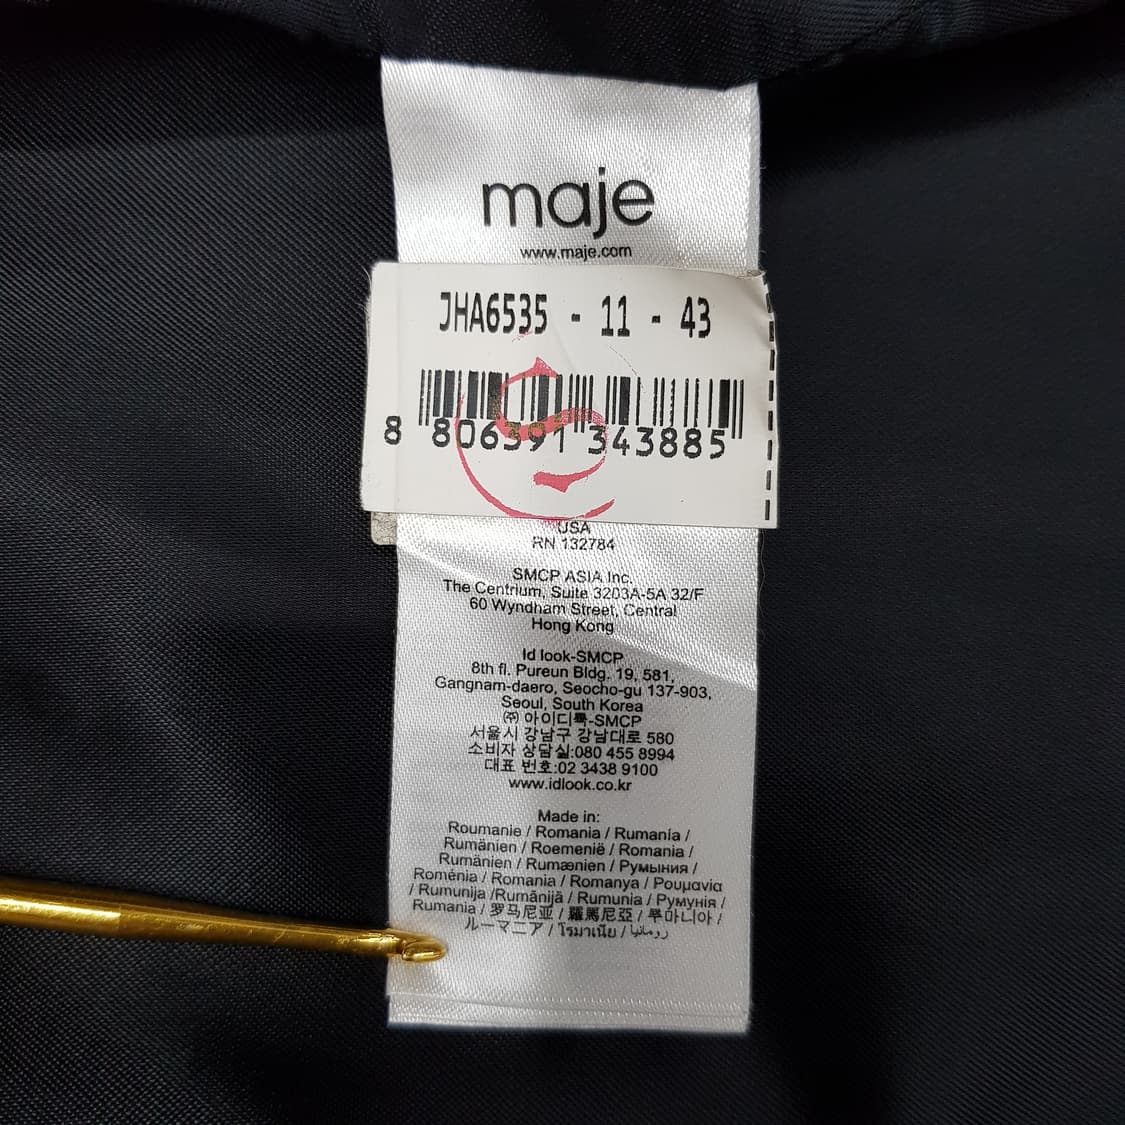 maje
www.maje.com
JHA6535 - 11 - 43
8 806391 343885
USA
RN 132784
SMCP ASIA Inc.
The Centrium, Suite 3203A-5A 32/F
60 Wyndham Street, Central
Hong Kong
Id look-SMCP
8th fl. Pureun Bldg. 19, 581,
Gangnam-daero, Seocho-gu 137-903,
Seoul, South Korea
㈜ 아이디룩-SMCP
서울시 강남구 강남대로 580
소비자 상담실:080 455 8994
대표 번호:02 3438 9100
www.idlook.co.kr
Made in:
Roumanie / Romania / Rumanía /
Rumänien / Roemenië / Romania /
Rumänien / Rumænien / Румыния /
Roménia / Romania / Romanya / Ρουμανία
/ Rumunija /Rumānijā / Rumunia / Румунія /
Rumania / 罗马尼亚 / 羅馬尼亞 / 루마니아 /
ルーマニア / โรมาเนีย / رومانيا